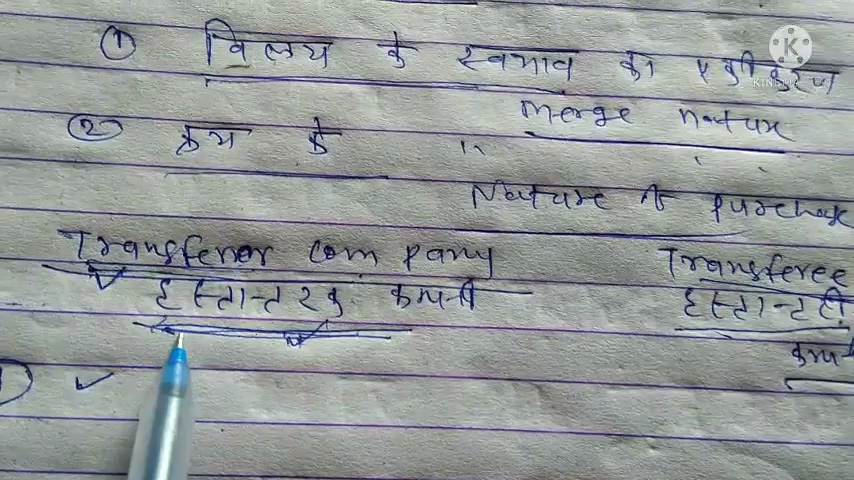 ① विलय के स्वभाव का एकीकरण
Merge nature
② क्रय के "
Nature of purchase
Transferor company Transferee
हस्तान्तरक कम्पनी हस्तान्तरी
कम्प
KINEMASTER